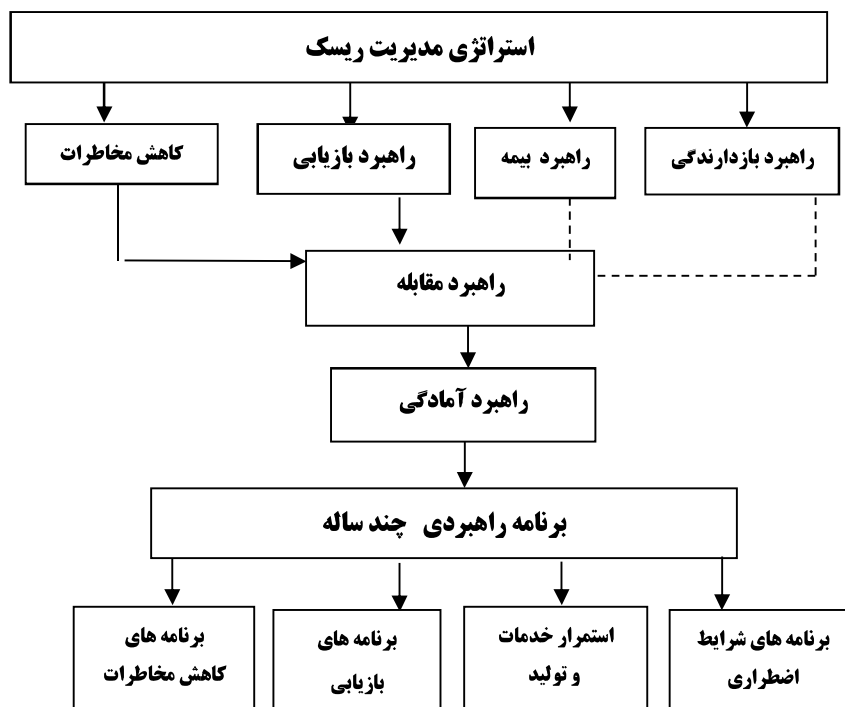 استراتژی مدیریت ریسک
راهبرد بازدارندگی
راهبرد بیمه
راهبرد بازیابی
کاهش مخاطرات
راهبرد مقابله
راهبرد آمادگی
برنامه راهبردی چند ساله
برنامه های شرایط
اضطراری
استمرار خدمات
و تولید
برنامه های
بازیابی
برنامه های
کاهش مخاطرات